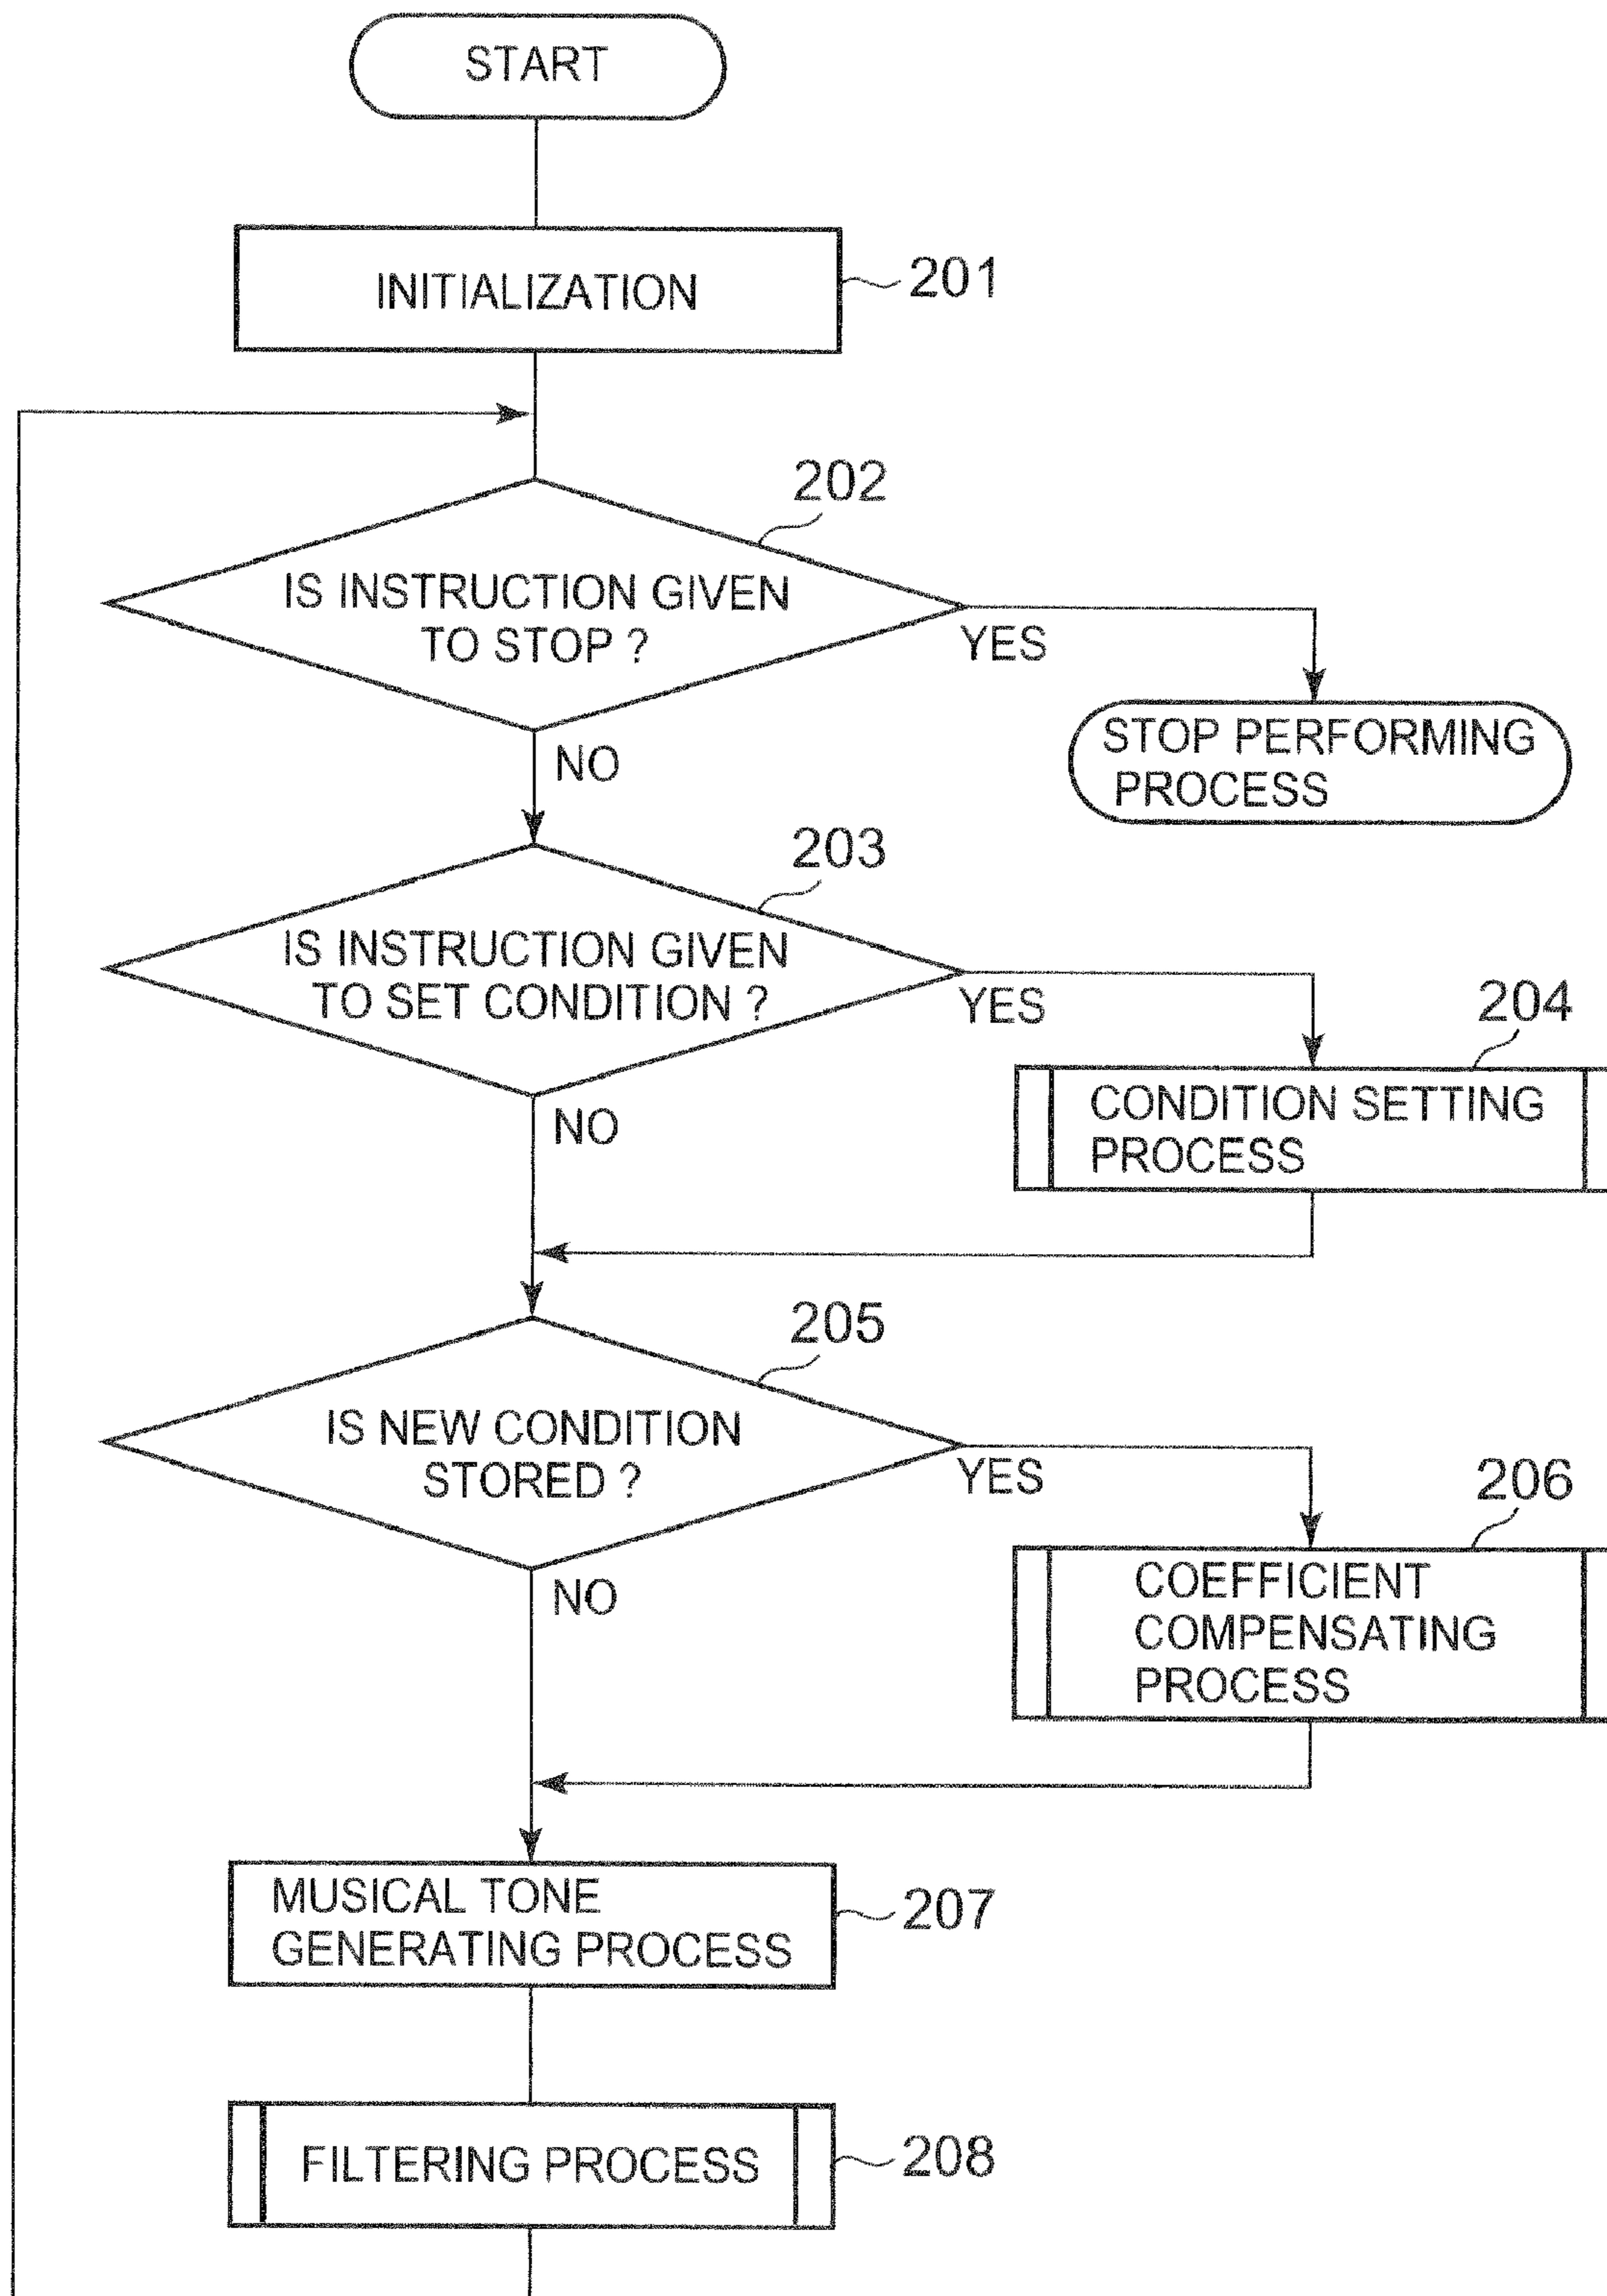 START
INITIALIZATION
201
202
IS INSTRUCTION GIVEN
TO STOP ?
YES
NO
STOP PERFORMING
PROCESS
203
IS INSTRUCTION GIVEN
TO SET CONDITION ?
YES
NO
204
CONDITION SETTING
PROCESS
205
IS NEW CONDITION
STORED ?
YES
NO
206
COEFFICIENT
COMPENSATING
PROCESS
MUSICAL TONE
GENERATING PROCESS
207
FILTERING PROCESS
208